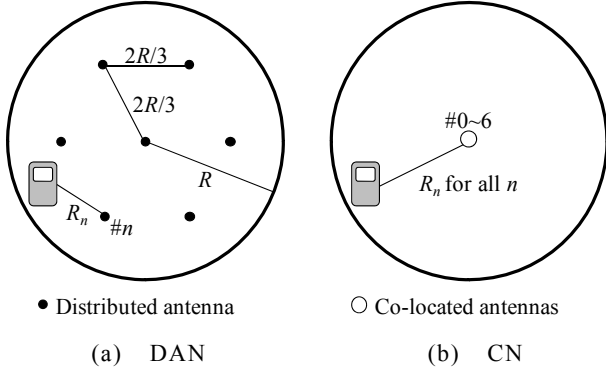 2R/3
2R/3
R
R_n
#n
● Distributed antenna
(a) DAN
#0~6
R_n for all n
○ Co-located antennas
(b) CN